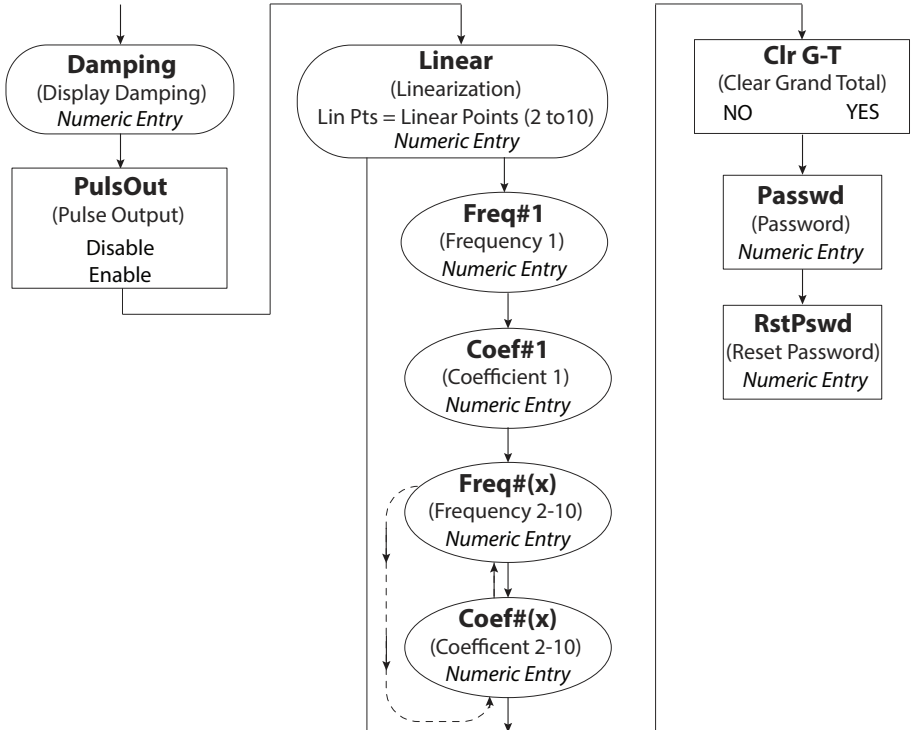 Damping
(Display Damping)
Numeric Entry
PulsOut
(Pulse Output)
Disable
Enable
Linear
(Linearization)
Lin Pts = Linear Points (2 to10)
Numeric Entry
Freq#1
(Frequency 1)
Numeric Entry
Coef#1
(Coefficient 1)
Numeric Entry
Freq#(x)
(Frequency 2-10)
Numeric Entry
Coef#(x)
(Coefficent 2-10)
Numeric Entry
Clr G-T
(Clear Grand Total)
NO YES
Passwd
(Password)
Numeric Entry
RstPswd
(Reset Password)
Numeric Entry